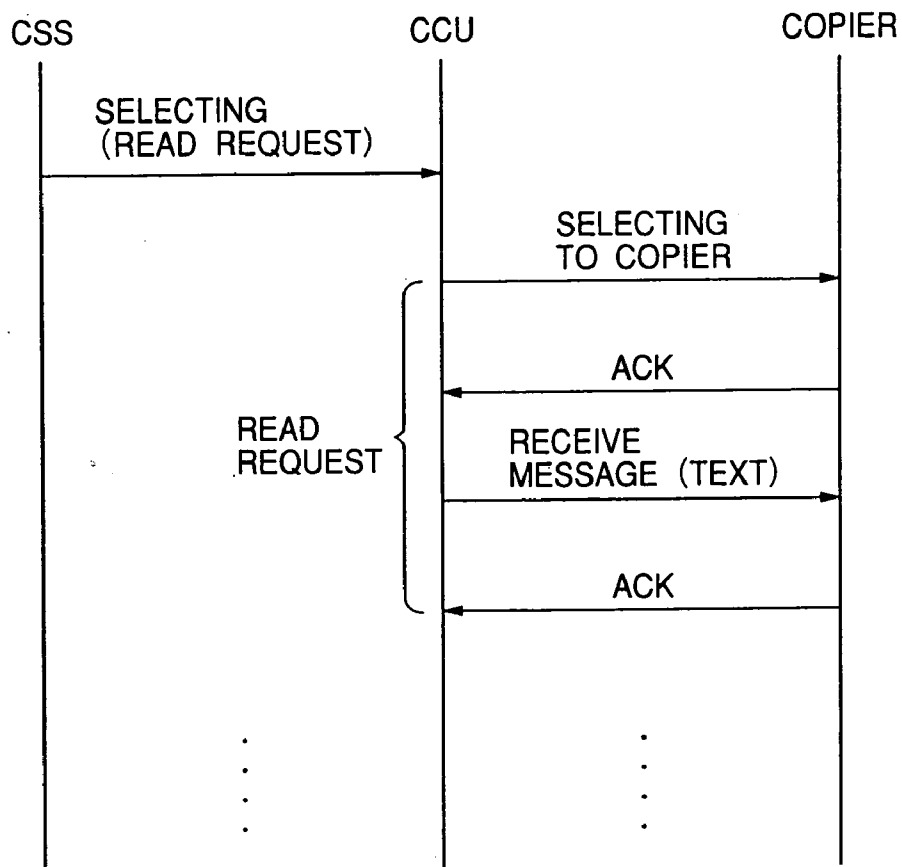 CSS
CCU
COPIER
SELECTING
(READ REQUEST)
SELECTING
TO COPIER
ACK
READ
REQUEST
RECEIVE
MESSAGE (TEXT)
ACK